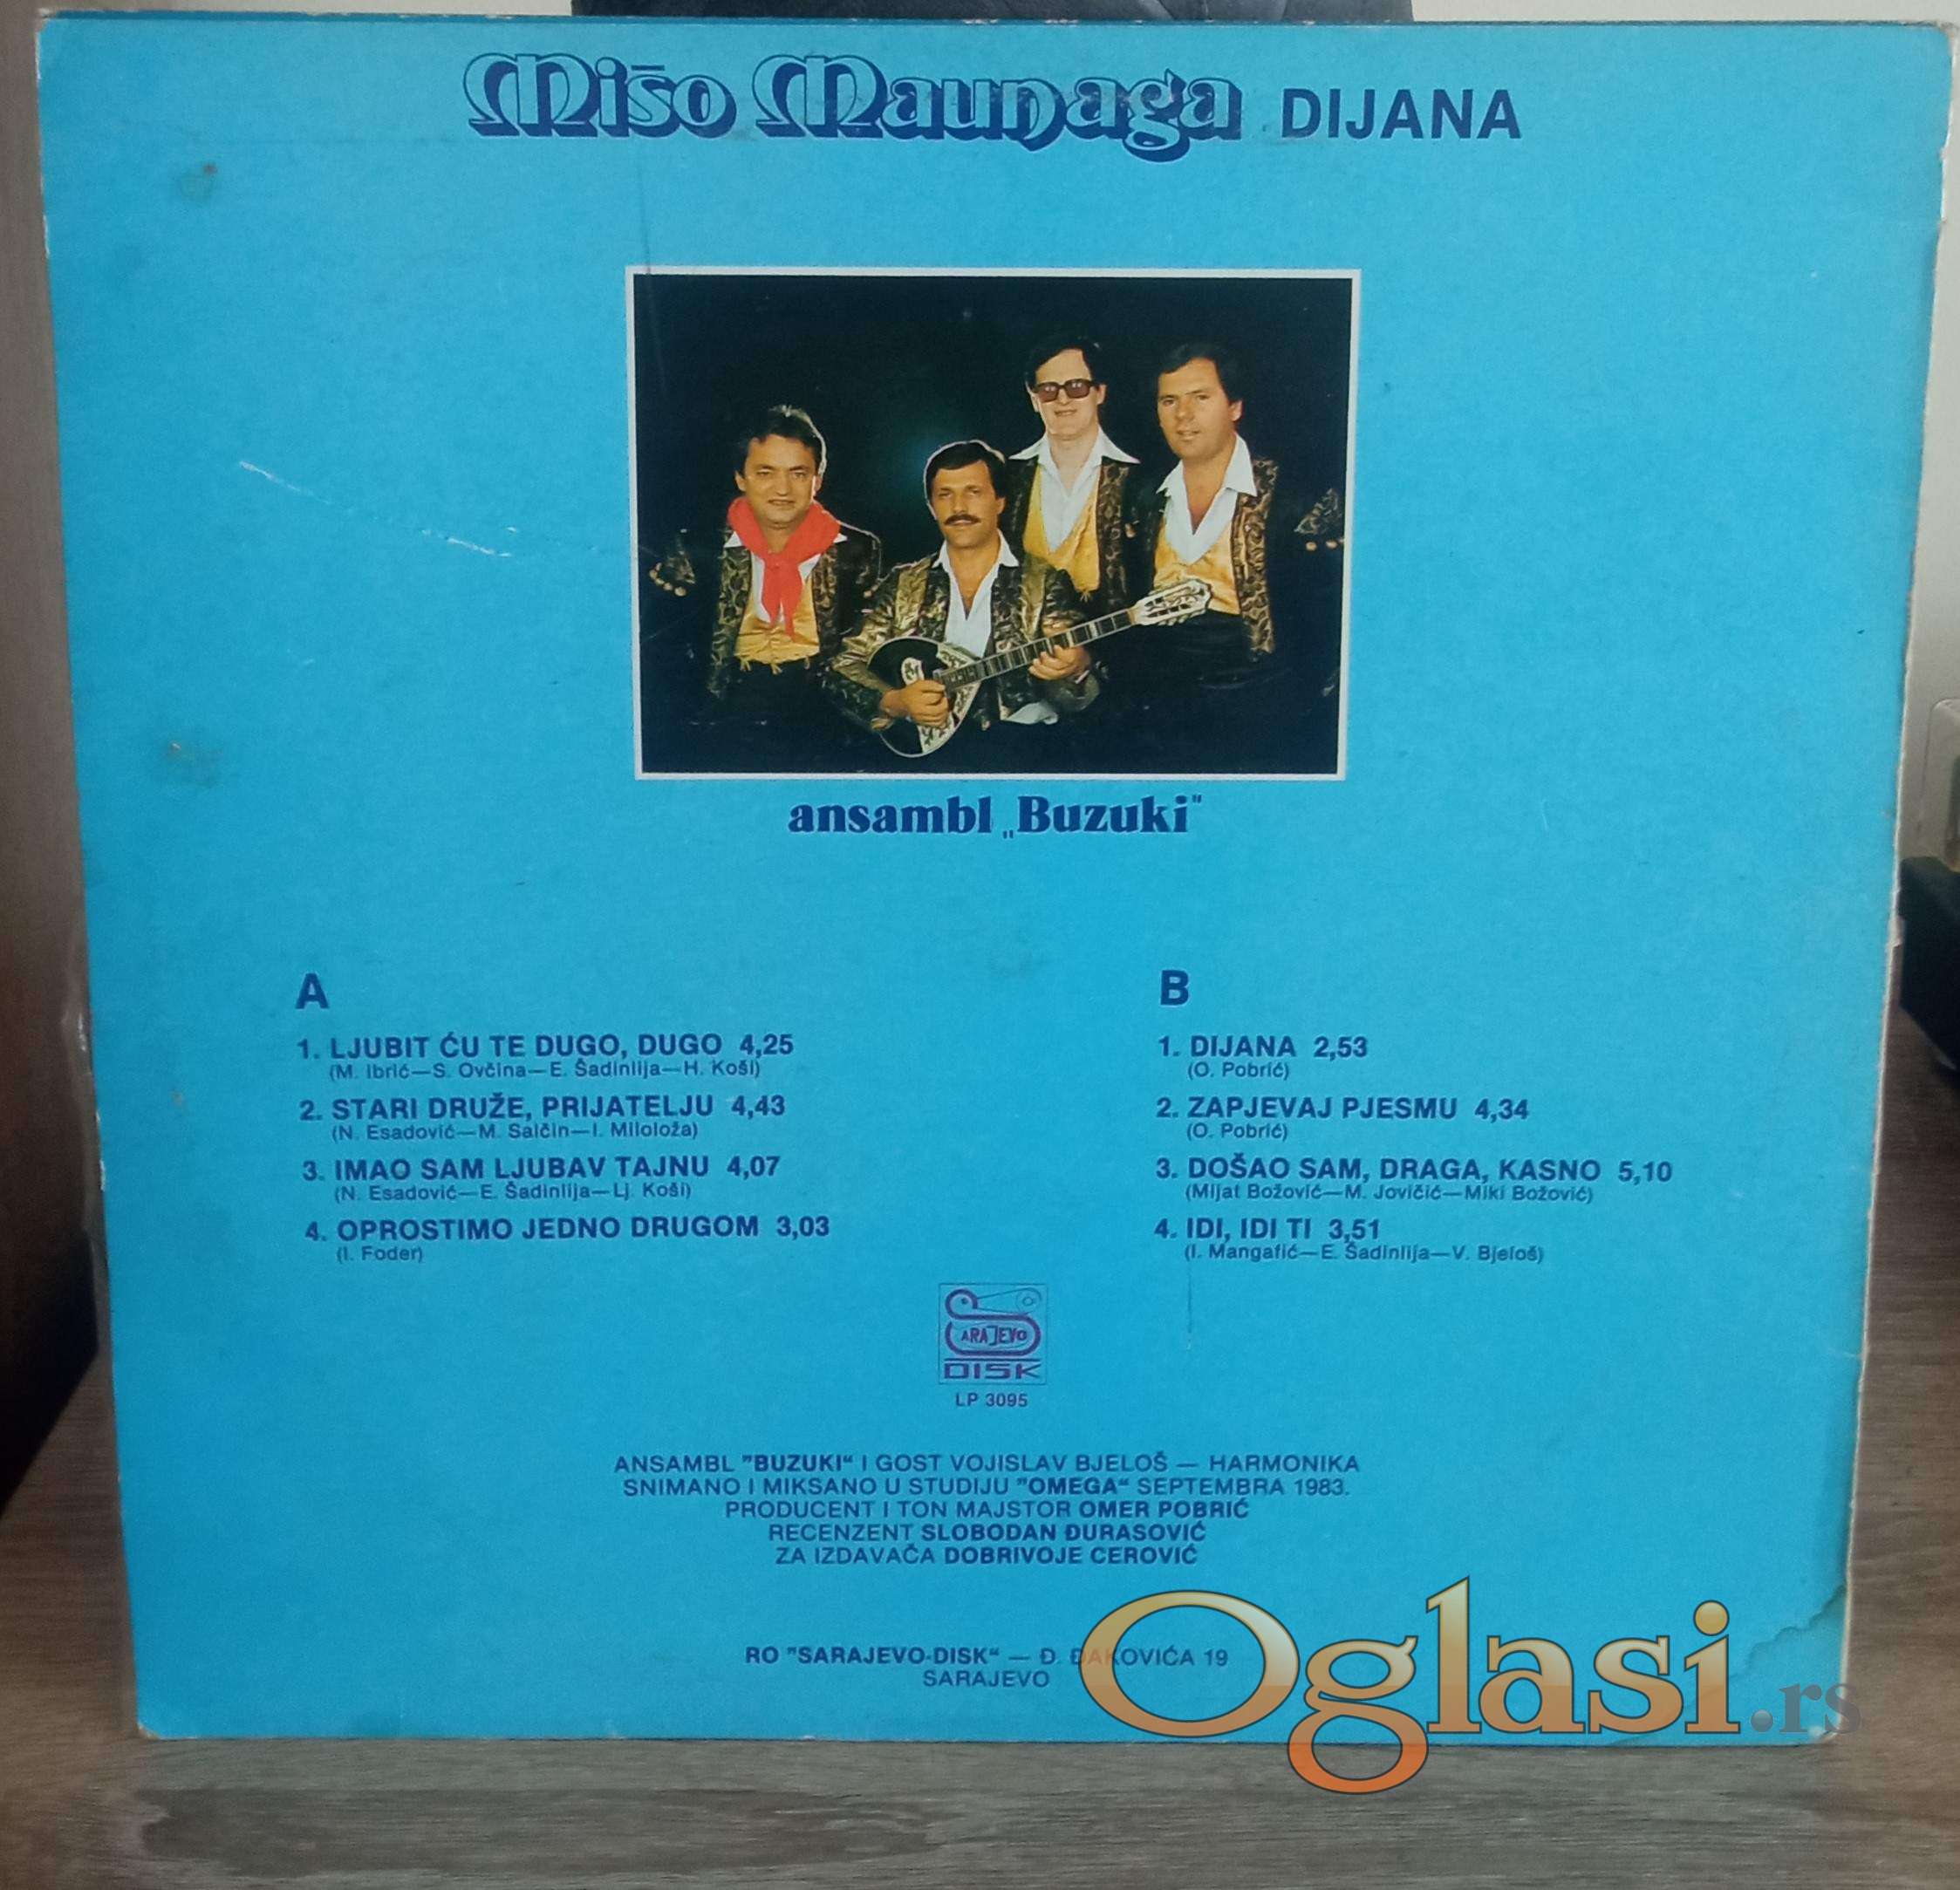 Mišo Maunaga DIJANA
ansambl „Buzuki"
A
1. LJUBIT ĆU TE DUGO, DUGO 4,25
(M. Ibrić—S. Ovčina—E. Šadinlija—H. Koši)
2. STARI DRUŽE, PRIJATELJU 4,43
(N. Esadović—M. Salčin—I. Miloloža)
3. IMAO SAM LJUBAV TAJNU 4,07
(N. Esadović—E. Šadinlija—Lj. Koši)
4. OPROSTIMO JEDNO DRUGOM 3,03
(I. Foder)
B
1. DIJANA 2,53
(O. Pobrić)
2. ZAPJEVAJ PJESMU 4,34
(O. Pobrić)
3. DOŠAO SAM, DRAGA, KASNO 5,10
(Mijat Božović—M. Jovičić—Miki Božović)
4. IDI, IDI TI 3,51
(I. Mangafić—E. Šadinlija—V. Bjeloš)
SARAJEVO
DISK
LP 3095
ANSAMBL "BUZUKI“ I GOST VOJISLAV BJELOŠ — HARMONIKA
SNIMANO I MIKSANO U STUDIJU "OMEGA“ SEPTEMBRA 1983.
PRODUCENT I TON MAJSTOR OMER POBRIĆ
RECENZENT SLOBODAN ĐURASOVIĆ
ZA IZDAVAČA DOBRIVOJE CEROVIĆ
RO "SARAJEVO-DISK“ — Đ. ĐAKOVIĆA 19
SARAJEVO
Oglasi.rs